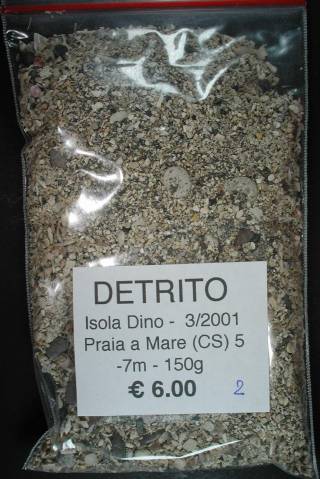 DETRITO
Isola Dino - 3/2001
Praia a Mare (CS) 5
-7m - 150g
€ 6.00 2